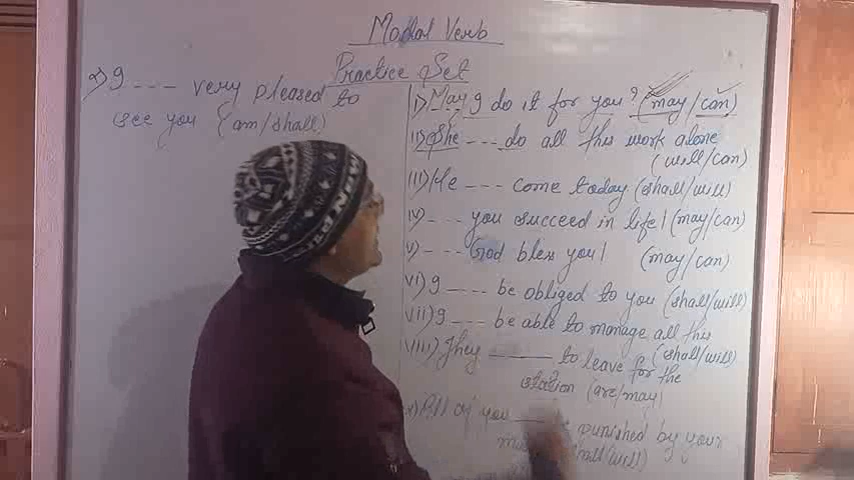 Modal Verb
Practice Set
x) I --- very pleased to
see you (am/shall)
i) May I do it for you? (may/can)
ii) She --- do all this work alone
(will/can)
iii) He --- come today (shall/will)
iv) --- you succeed in life! (may/can)
v) --- God bless you! (may/can)
vi) I --- be obliged to you (shall/will)
vii) I --- be able to manage all this
(shall/will)
viii) They ___ to leave for the
station (are/may)
All of you ___ punished by your
shall/will)